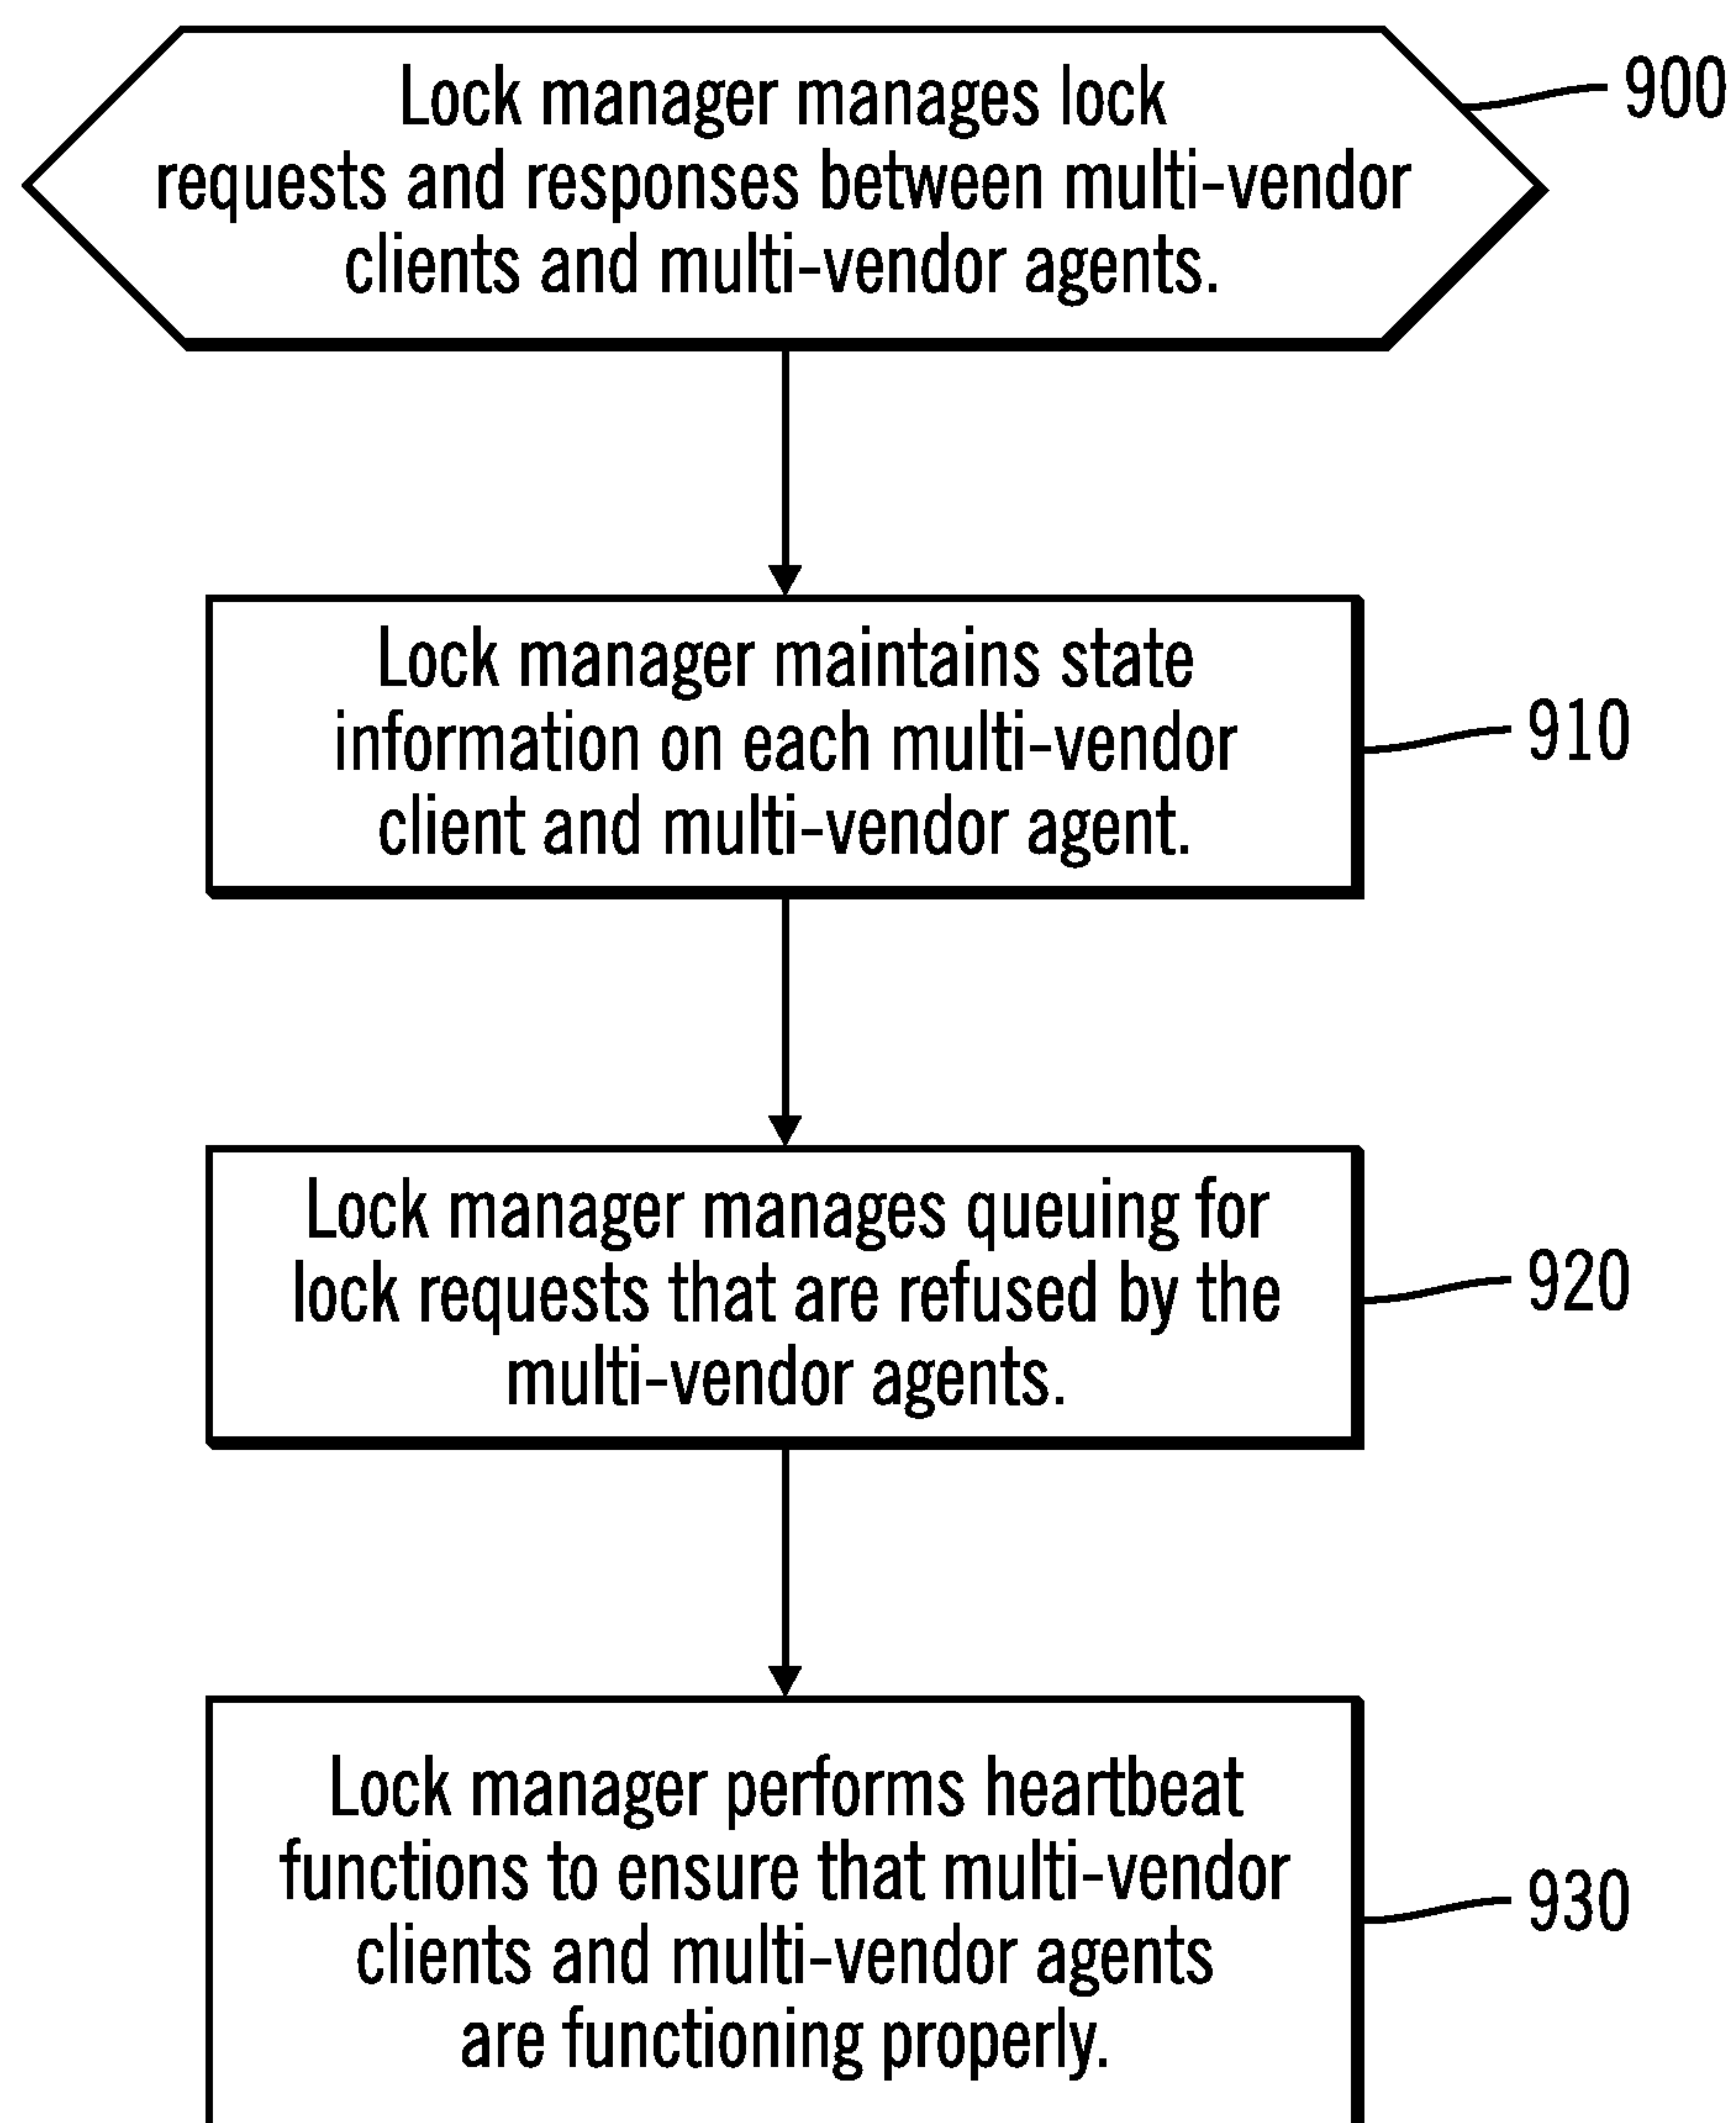 Lock manager manages lock
requests and responses between multi-vendor
clients and multi-vendor agents.
900
Lock manager maintains state
information on each multi-vendor
client and multi-vendor agent.
910
Lock manager manages queuing for
lock requests that are refused by the
multi-vendor agents.
920
Lock manager performs heartbeat
functions to ensure that multi-vendor
clients and multi-vendor agents
are functioning properly.
930